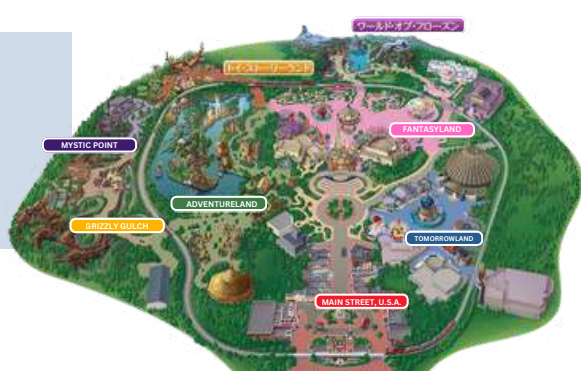 ワールド・オブ・フローズン
トイ・ストーリーランド
FANTASYLAND
MYSTIC POINT
ADVENTURELAND
GRIZZLY GULCH
TOMORROWLAND
MAIN STREET, U.S.A.